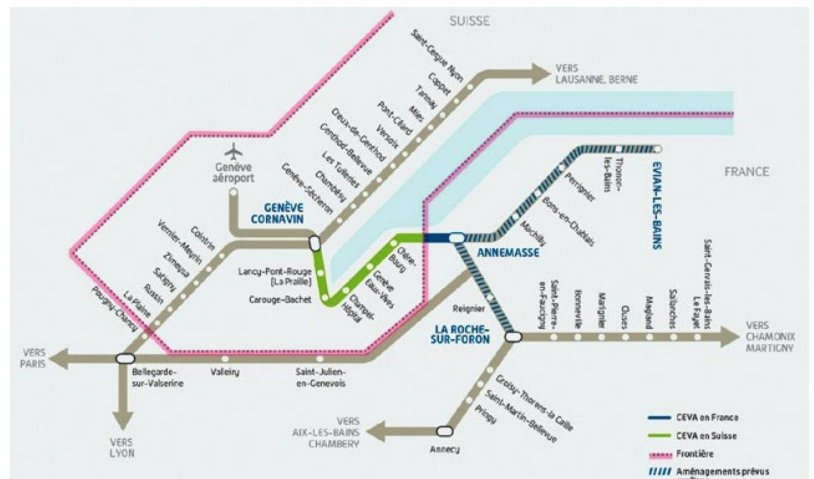 SUISSE
VERS
LAUSANNE, BERNE
Saint-Cergue Nyon
Coppet
Tannay
Mies
Pont-Céard
Versoix
Creux-de-Genthod
Genthod-Bellevue
Les Tuileries
Chambésy
Genève-Sécheron
Genève
aéroport
GENÈVE
CORNAVIN
Cointrin
Vernier-Meyrin
Zimeysa
Satigny
Russin
La Plaine
Pougny-Chancy
Lancy-Pont-Rouge
(La Praille)
Carouge-Bachet
Champel-
Hôpital
Genève
Eaux-Vives
Chêne-
Bourg
ANNEMASSE
Machilly
Bons-en-Chablais
Perrignier
Thonon-
les-Bains
EVIAN-LES-BAINS
FRANCE
Reignier
LA ROCHE-
SUR-FORON
Saint-Pierre-
en-Faucigny
Bonneville
Marignier
Cluses
Magland
Sallanches
Saint-Gervais-les-Bains
Le Fayet
VERS
CHAMONIX
MARTIGNY
VERS
PARIS
Bellegarde-
sur-Valserine
Valleiry
Saint-Julien-
en-Genevois
VERS
LYON
Groisy-Thorens-la Caille
Saint-Martin-Bellevue
Pringy
VERS
AIX-LES-BAINS
CHAMBERY
Annecy
CEVA en France
CEVA en Suisse
Frontière
Aménagements prévus